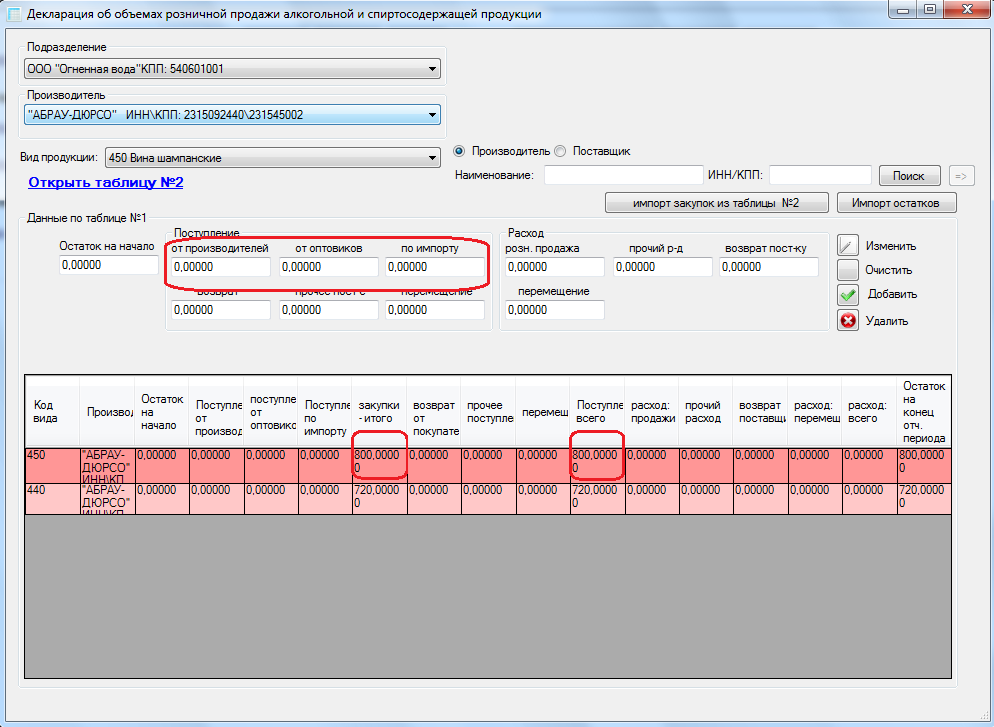 Декларация об объемах розничной продажи алкогольной и спиртосодержащей продукции
Подразделение
ООО "Огненная вода"КПП: 540601001
Производитель
"АБРАУ-ДЮРСО" ИНН\КПП: 2315092440\231545002
Вид продукции: 450 Вина шампанские
Производитель Поставщик
Наименование: ИНН/КПП: Поиск =>
Открыть таблицу №2
импорт закупок из таблицы №2 Импорт остатков
Данные по таблице №1
Поступление Расход
Остаток на начало от производителей от оптовиков по импорту розн. продажа прочий р-д возврат пост-ку Изменить
0,00000 0,00000 0,00000 0,00000 0,00000 0,00000 0,00000 Очистить
возврат прочее пост-е перемещение перемещение Добавить
0,00000 0,00000 0,00000 0,00000 Удалить
Код вида Производ Остаток на начало Поступле от производ поступле от оптовикс Поступле по импорту закупки - итого возврат от покупате прочее поступле перемещ Поступле всего расход: продажи прочий расход возврат поставщи расход: перемещ расход: всего Остаток на конец отч. периода
450 "АБРАУ-ДЮРСО" ИНН\КП 0,00000 0,00000 0,00000 0,00000 800,00000 0,00000 0,00000 0,00000 800,00000 0,00000 0,00000 0,00000 0,00000 0,00000 800,00000
440 "АБРАУ-ДЮРСО" ИНН\КП 0,00000 0,00000 0,00000 0,00000 720,00000 0,00000 0,00000 0,00000 720,00000 0,00000 0,00000 0,00000 0,00000 0,00000 720,00000